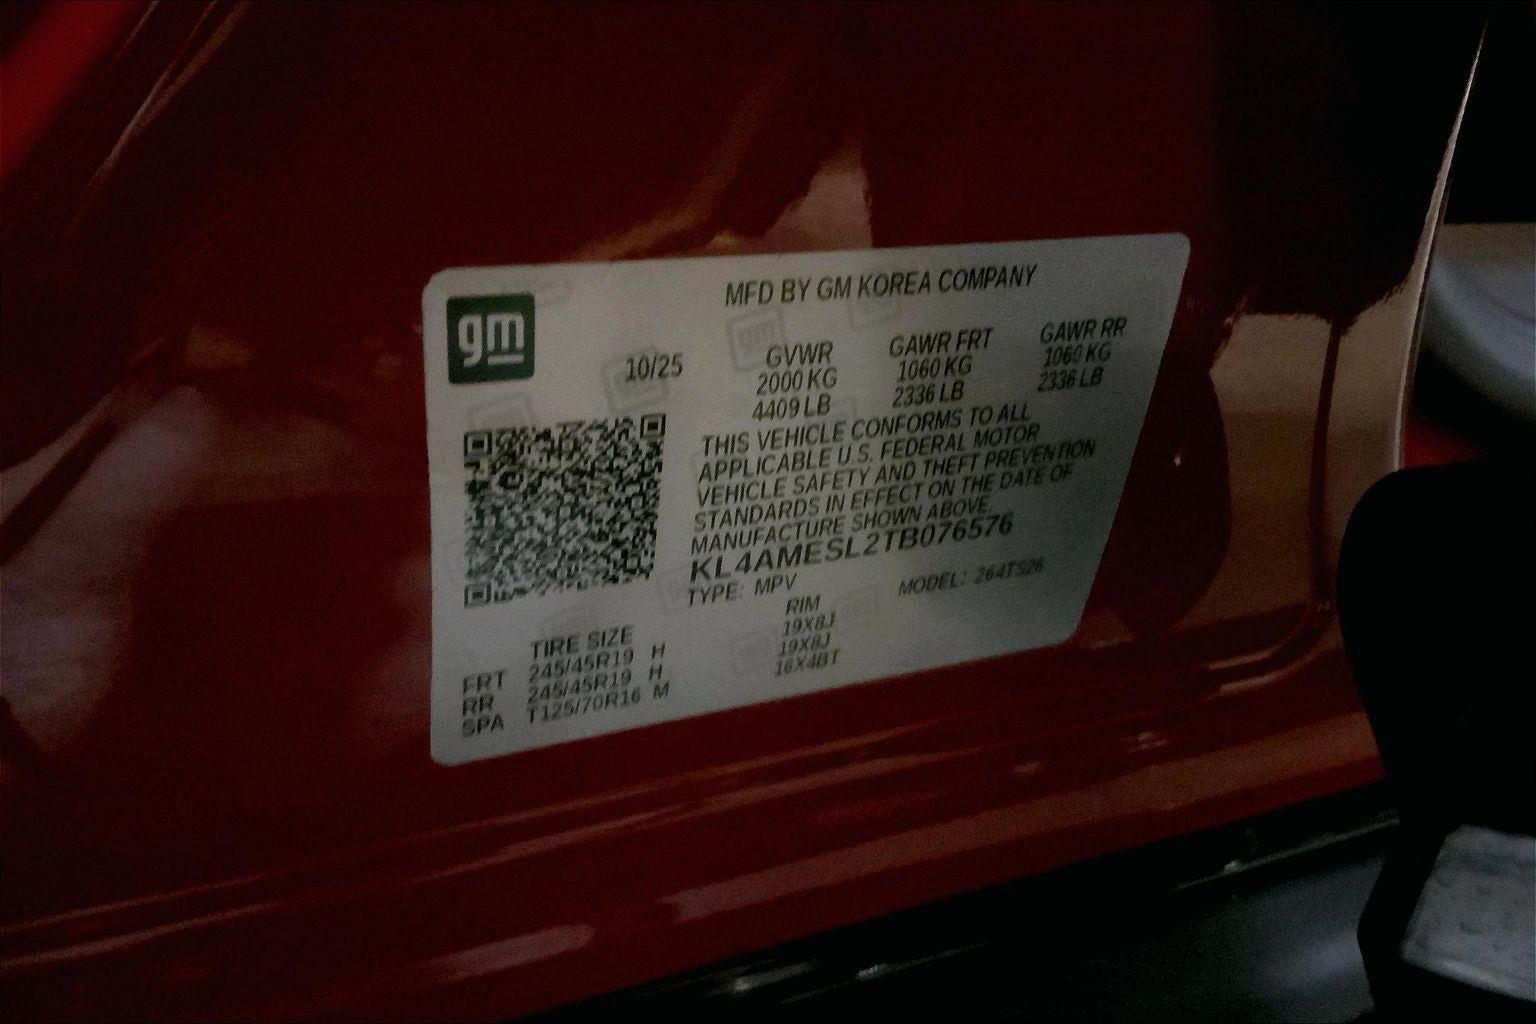 gm
MFD BY GM KOREA COMPANY
10/25 GVWR GAWR FRT GAWR RR
2000 KG 1060 KG 1060 KG
4409 LB 2336 LB 2336 LB
THIS VEHICLE CONFORMS TO ALL
APPLICABLE U.S. FEDERAL MOTOR
VEHICLE SAFETY AND THEFT PREVENTION
STANDARDS IN EFFECT ON THE DATE OF
MANUFACTURE SHOWN ABOVE.
KL4AMESL2TB076576
TYPE: MPV MODEL: 264TS26
TIRE SIZE RIM
FRT 245/45R19 H 19X8J
RR 245/45R19 H 19X8J
SPA T125/70R16 M 16X4BT